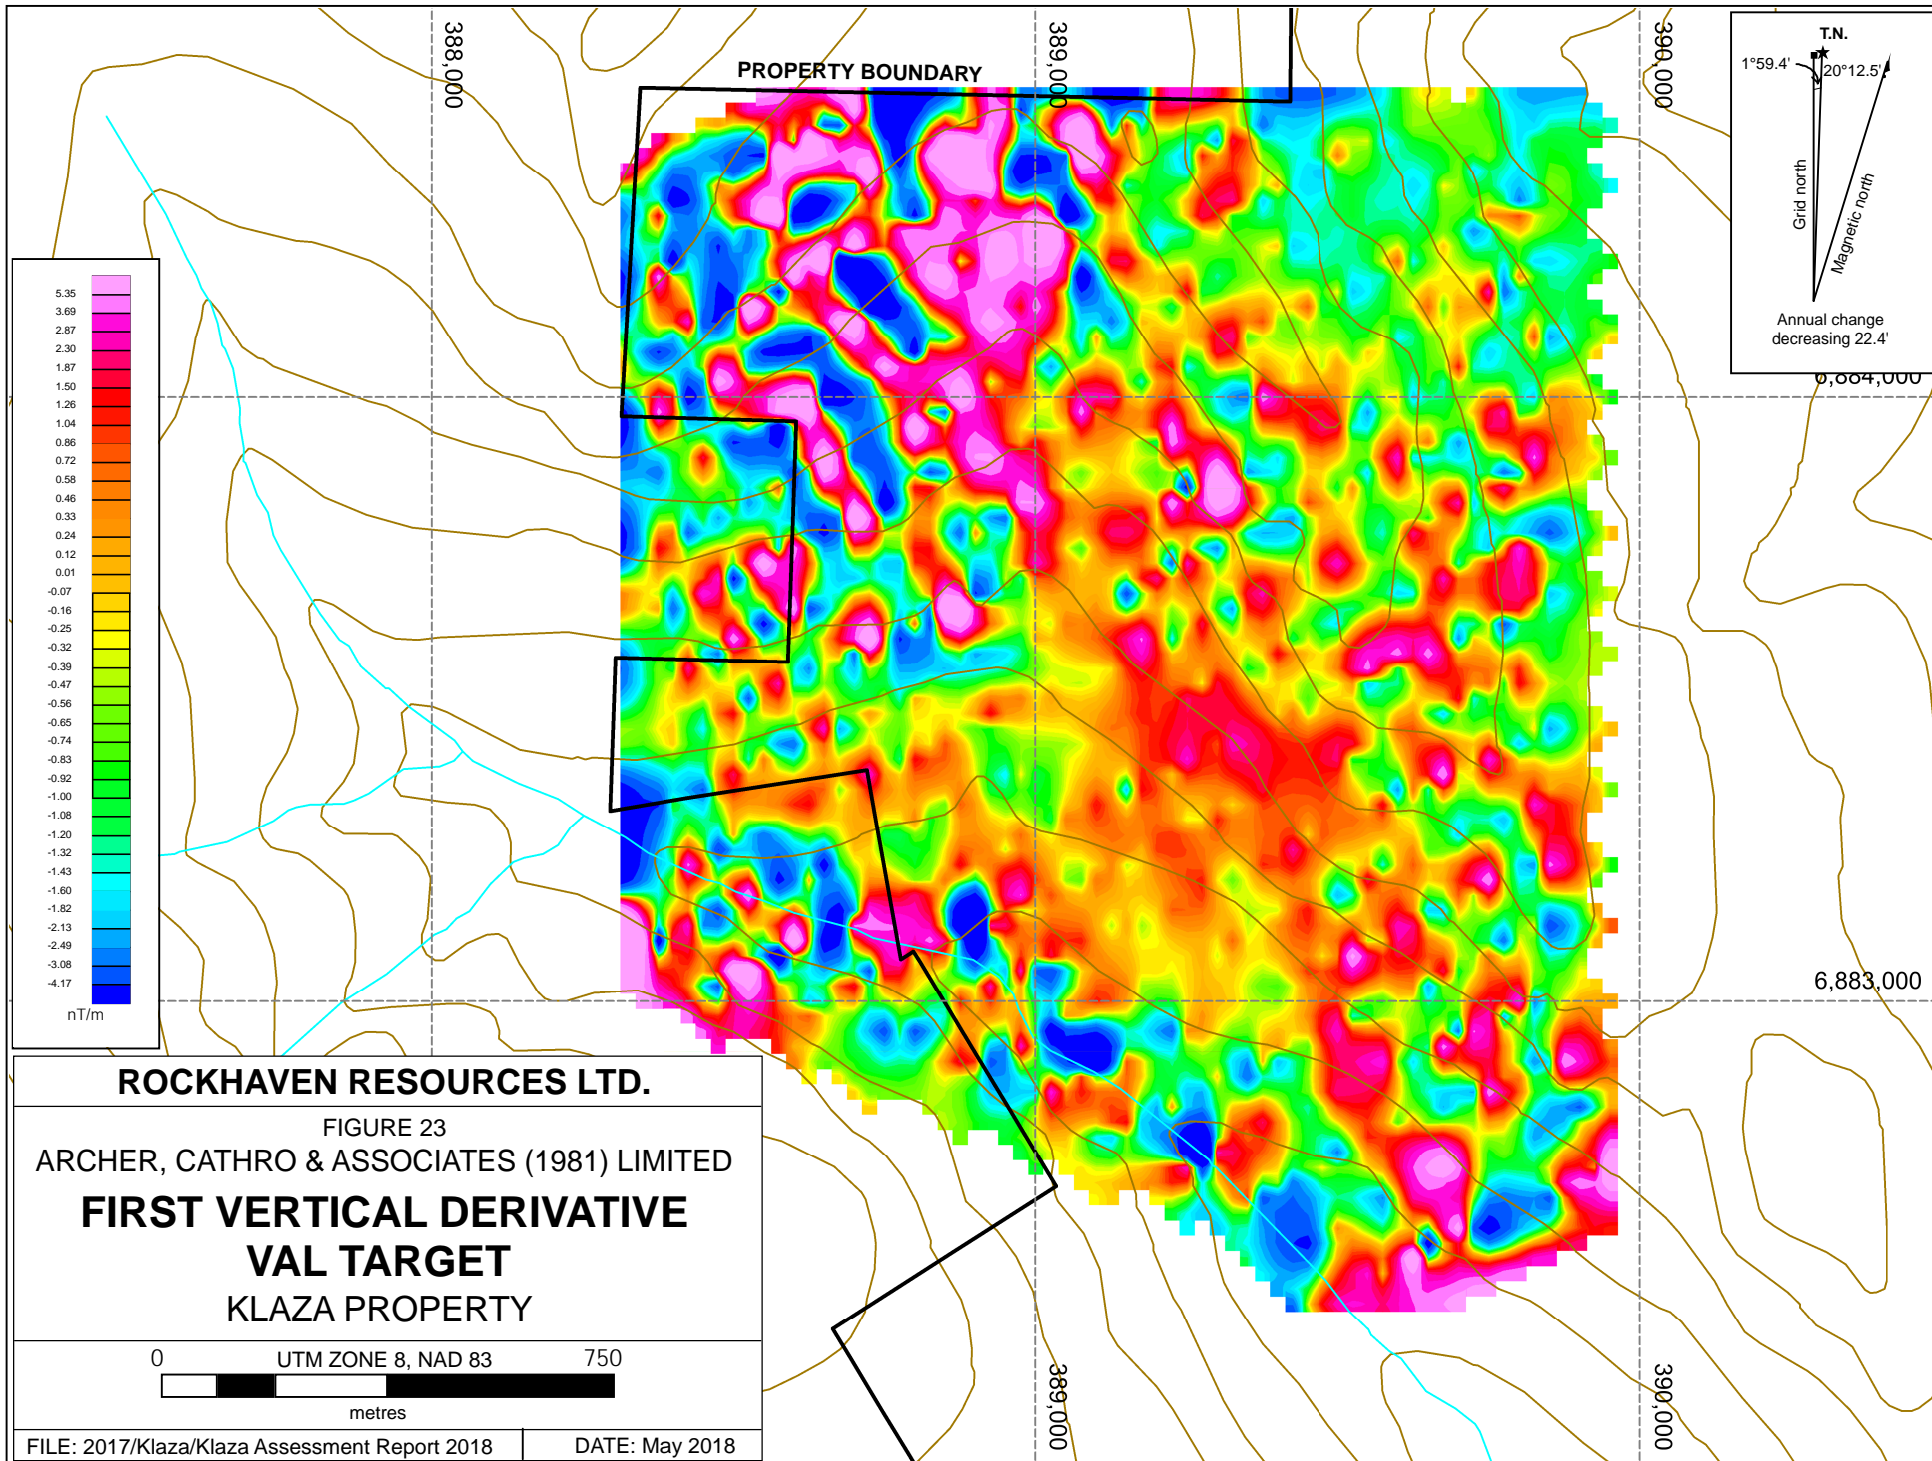 388,000
389,000
390,000
PROPERTY BOUNDARY
T.N.
1°59.4'
20°12.5'
Grid north
Magnetic north
Annual change
decreasing 22.4'
6,884,000
6,883,000
5.35
3.69
2.87
2.30
1.87
1.50
1.26
1.04
0.86
0.72
0.58
0.46
0.33
0.24
0.12
0.01
-0.07
-0.16
-0.25
-0.32
-0.39
-0.47
-0.56
-0.65
-0.74
-0.83
-0.92
-1.00
-1.08
-1.20
-1.32
-1.43
-1.60
-1.82
-2.13
-2.49
-3.08
-4.17
nT/m
ROCKHAVEN RESOURCES LTD.
FIGURE 23
ARCHER, CATHRO & ASSOCIATES (1981) LIMITED
FIRST VERTICAL DERIVATIVE
VAL TARGET
KLAZA PROPERTY
0 UTM ZONE 8, NAD 83 750
metres
FILE: 2017/Klaza/Klaza Assessment Report 2018 DATE: May 2018
389,000
390,000